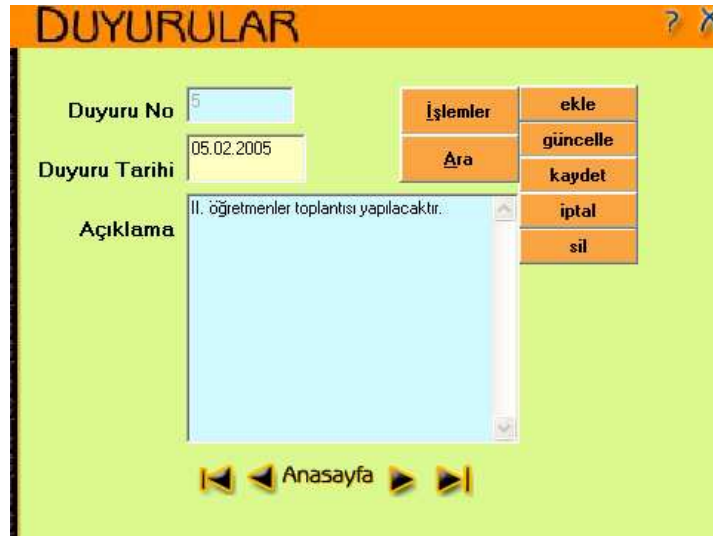 DUYURULAR
?
Duyuru No
5
Duyuru Tarihi
05.02.2005
Açıklama
II. öğretmenler toplantısı yapılacaktır.
İşlemler
Ara
ekle
güncelle
kaydet
iptal
sil
Anasayfa